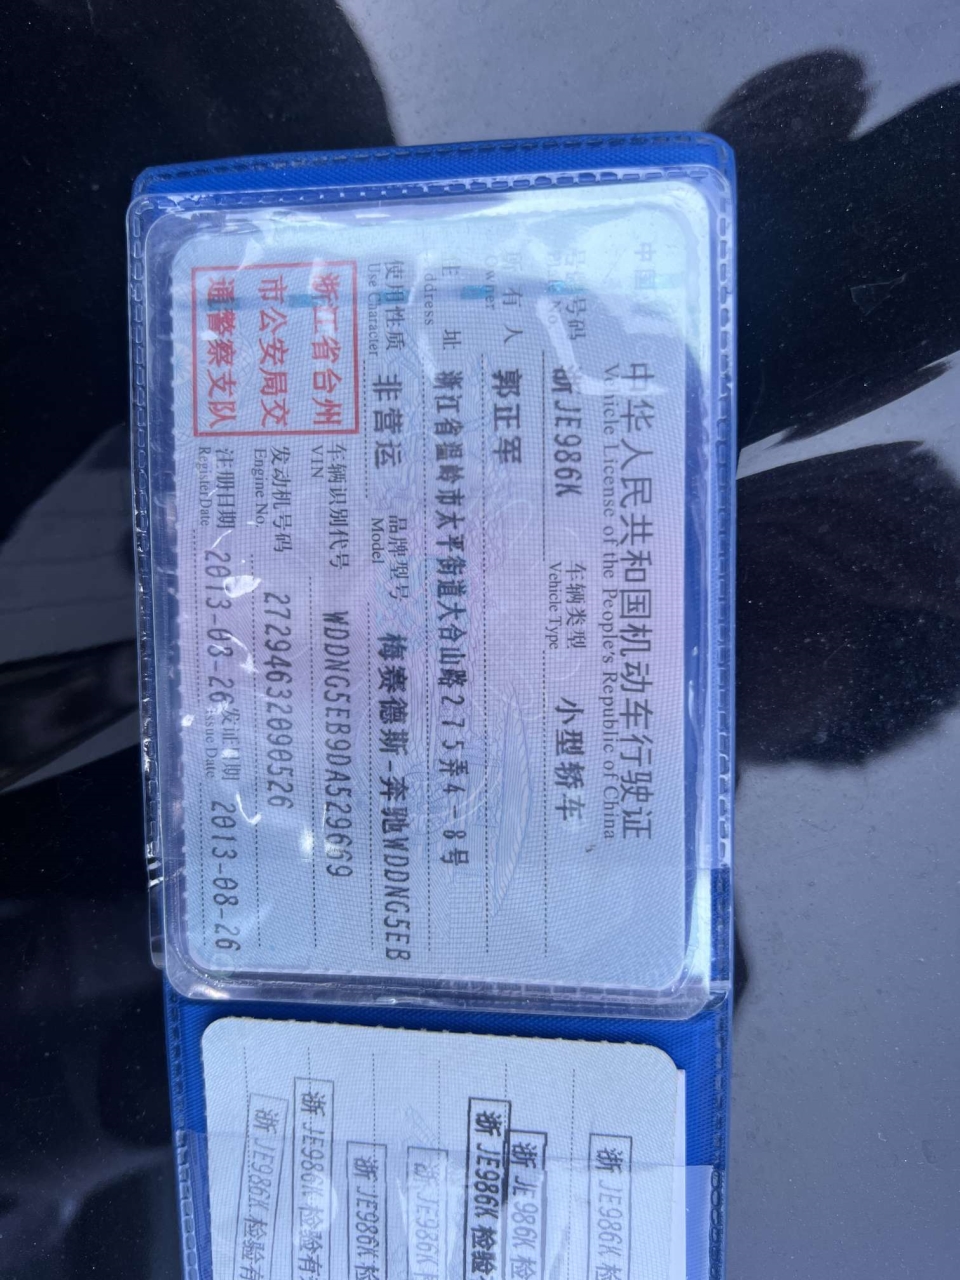 中华人民共和国机动车行驶证
Vehicle License of the People's Republic of China
号牌号码 浙JE986K 车辆类型 小型轿车
Plate No. Vehicle Type
所有人 郭正军
Owner
住址 浙江省温岭市太平街道大合山路275弄4-8号
Address
使用性质 非营运 品牌型号 梅赛德斯-奔驰WDDNG5EB
Use Character Model
浙江省台州
市公安局交
通警察支队
车辆识别代号 WDDNG5EB9DA529669
VIN
发动机号码 27294632090526
Engine No.
注册日期 2013-08-26 发证日期 2013-08-26
Register Date Issue Date
浙JE986K
浙JE986K检验
浙JE986K检验
浙JE986K
浙JE986K检
浙JE986K检验有
浙JE986K检验有